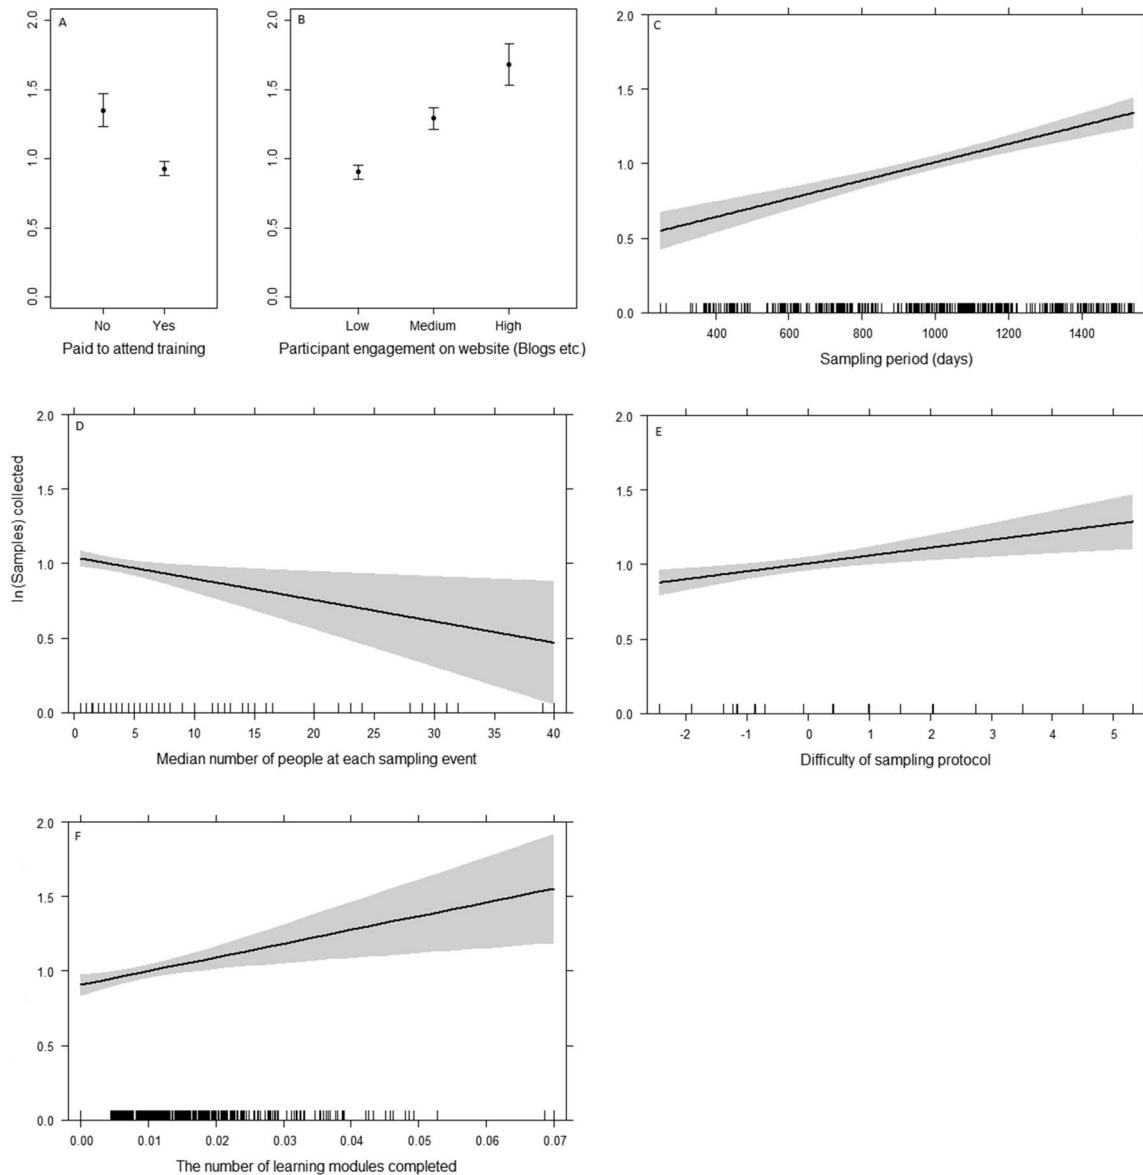 A
2.0
1.5
1.0
0.5
0.0
No Yes
Paid to attend training
B
2.0
1.5
1.0
0.5
0.0
Low Medium High
Participant engagement on website (Blogs etc.)
C
2.0
1.5
1.0
0.5
0.0
400 600 800 1000 1200 1400
Sampling period (days)
ln(Samples) collected
D
2.0
1.5
1.0
0.5
0.0
0 5 10 15 20 25 30 35 40
Median number of people at each sampling event
E
2.0
1.5
1.0
0.5
0.0
-2 -1 0 1 2 3 4 5
Difficulty of sampling protocol
F
2.0
1.5
1.0
0.5
0.0
0.00 0.01 0.02 0.03 0.04 0.05 0.06 0.07
The number of learning modules completed